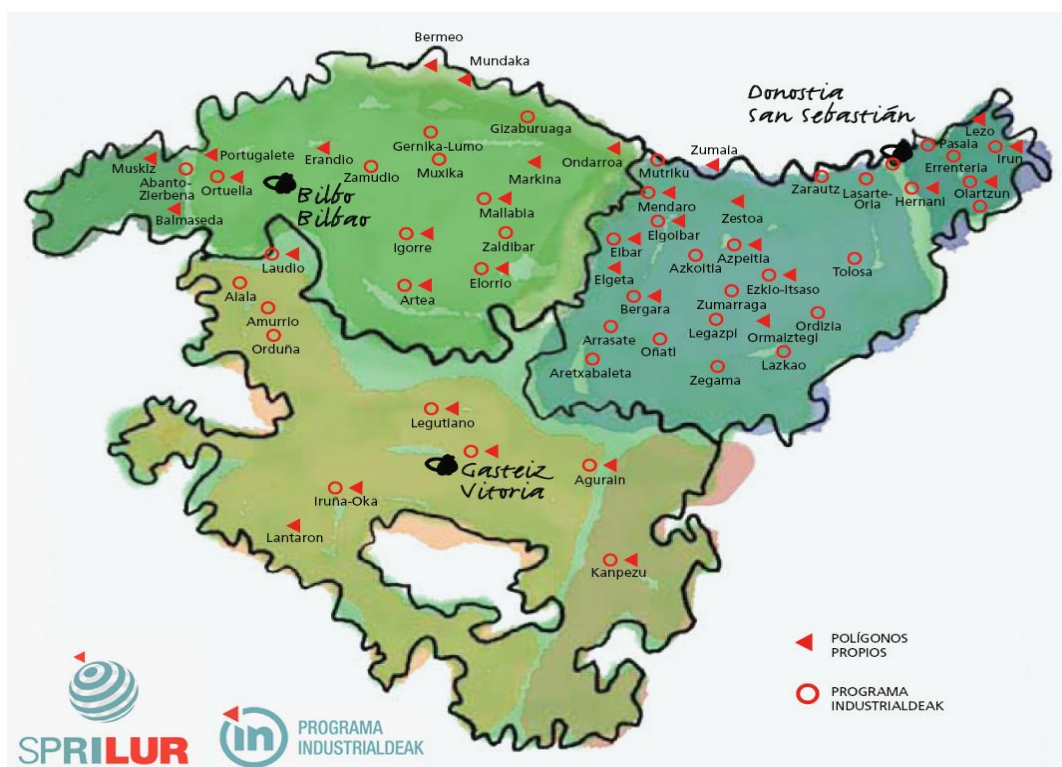 Bermeo
Mundaka
Donostia
San Sebastián
Gizaburuaga
Lezo
Gernika-Lumo
Pasaia
Muskiz
Portugalete
Erandio
Ondarroa
Zumaia
Irun
Abanto-
Zierbena
Zamudio
Muxika
Markina
Mutriku
Errenteria
Ortuella
Bilbo
Bilbao
Zarautz
Lasarte-
Oria
Hernani
Oiartzun
Balmaseda
Mallabia
Mendaro
Zestoa
Igorre
Zaldibar
Elgoibar
Eibar
Azpeitia
Laudio
Azkoitia
Tolosa
Artea
Elorrio
Elgeta
Ezkio-Itsaso
Aiala
Bergara
Zumarraga
Amurrio
Legazpi
Ordizia
Orduña
Arrasate
Oñati
Ormaiztegi
Aretxabaleta
Lazkao
Zegama
Legutiano
Gasteiz
Vitoria
Agurain
Iruña-Oka
Lantaron
Kanpezu
POLÍGONOS
PROPIOS
PROGRAMA
INDUSTRIALDEAK
SPRILUR
in
PROGRAMA
INDUSTRIALDEAK